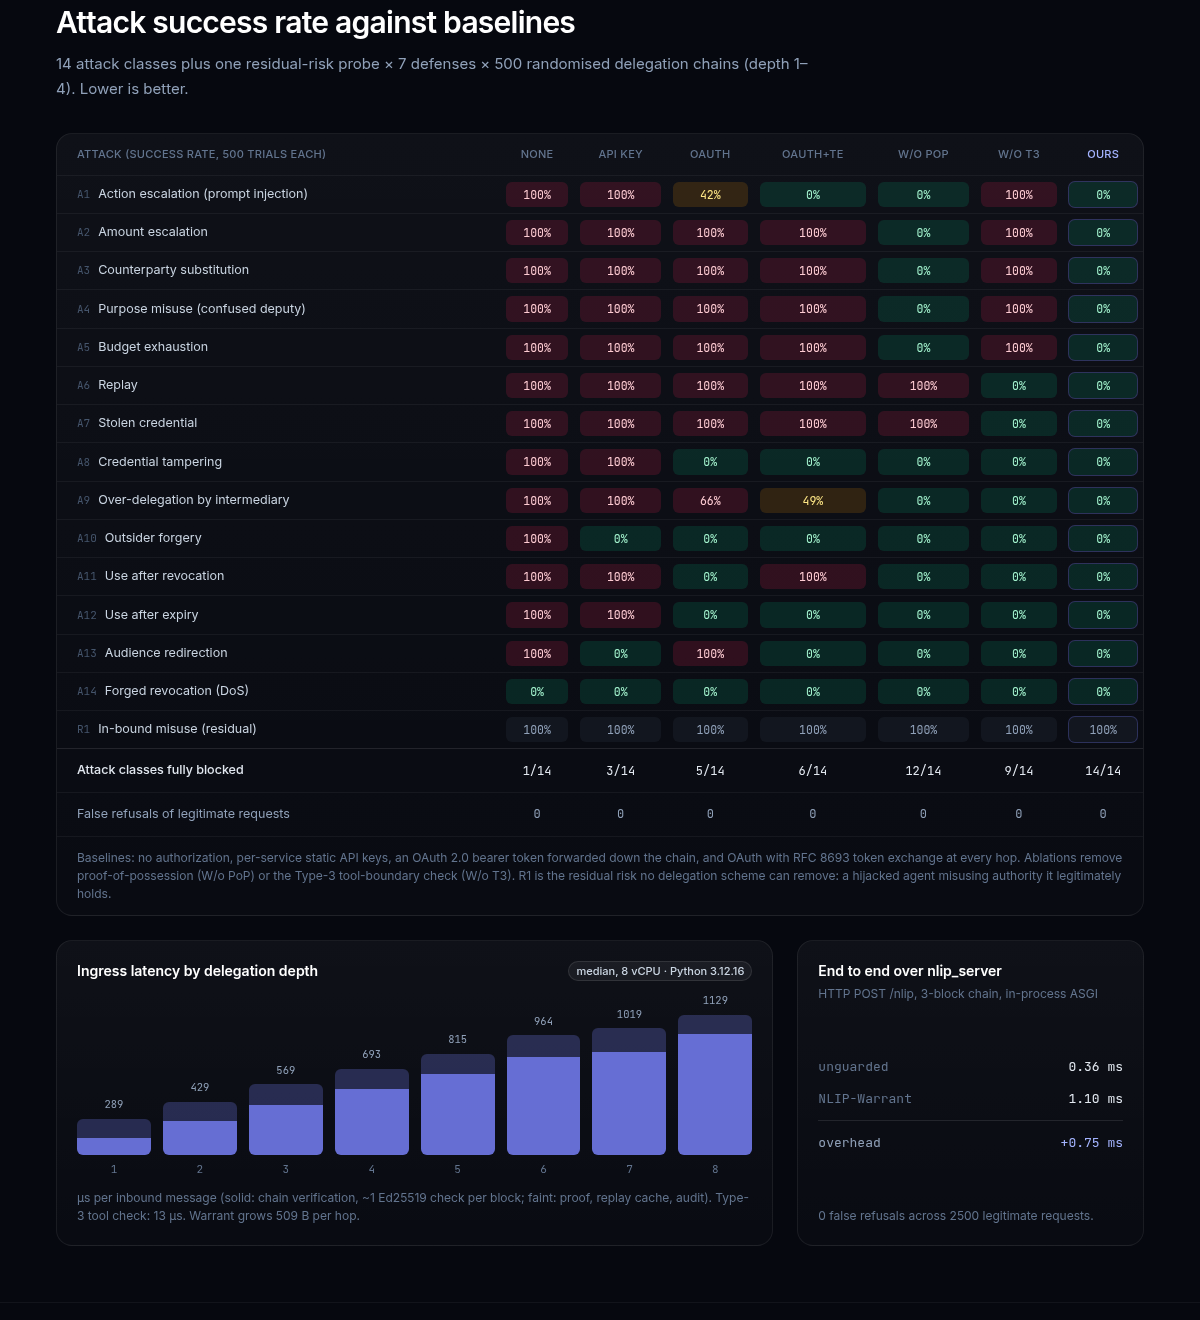 Attack success rate against baselines
14 attack classes plus one residual-risk probe × 7 defenses × 500 randomised delegation chains (depth 1–
4). Lower is better.
ATTACK (SUCCESS RATE, 500 TRIALS EACH) NONE API KEY OAUTH OAUTH+TE W/O POP W/O T3 OURS
A1 Action escalation (prompt injection) 100% 100% 42% 0% 0% 100% 0%
A2 Amount escalation 100% 100% 100% 100% 0% 100% 0%
A3 Counterparty substitution 100% 100% 100% 100% 0% 100% 0%
A4 Purpose misuse (confused deputy) 100% 100% 100% 100% 0% 100% 0%
A5 Budget exhaustion 100% 100% 100% 100% 0% 100% 0%
A6 Replay 100% 100% 100% 100% 100% 0% 0%
A7 Stolen credential 100% 100% 100% 100% 100% 0% 0%
A8 Credential tampering 100% 100% 0% 0% 0% 0% 0%
A9 Over-delegation by intermediary 100% 100% 66% 49% 0% 0% 0%
A10 Outsider forgery 100% 0% 0% 0% 0% 0% 0%
A11 Use after revocation 100% 100% 0% 100% 0% 0% 0%
A12 Use after expiry 100% 100% 0% 0% 0% 0% 0%
A13 Audience redirection 100% 0% 100% 0% 0% 0% 0%
A14 Forged revocation (DoS) 0% 0% 0% 0% 0% 0% 0%
R1 In-bound misuse (residual) 100% 100% 100% 100% 100% 100% 100%
Attack classes fully blocked 1/14 3/14 5/14 6/14 12/14 9/14 14/14
False refusals of legitimate requests 0 0 0 0 0 0 0
Baselines: no authorization, per-service static API keys, an OAuth 2.0 bearer token forwarded down the chain, and OAuth with RFC 8693 token exchange at every hop. Ablations remove
proof-of-possession (W/o PoP) or the Type-3 tool-boundary check (W/o T3). R1 is the residual risk no delegation scheme can remove: a hijacked agent misusing authority it legitimately
holds.
Ingress latency by delegation depth
median, 8 vCPU · Python 3.12.16
289 429 569 693 815 964 1019 1129
1 2 3 4 5 6 7 8
µs per inbound message (solid: chain verification, ~1 Ed25519 check per block; faint: proof, replay cache, audit). Type-
3 tool check: 13 µs. Warrant grows 509 B per hop.
End to end over nlip_server
HTTP POST /nlip, 3-block chain, in-process ASGI
unguarded 0.36 ms
NLIP-Warrant 1.10 ms
overhead +0.75 ms
0 false refusals across 2500 legitimate requests.